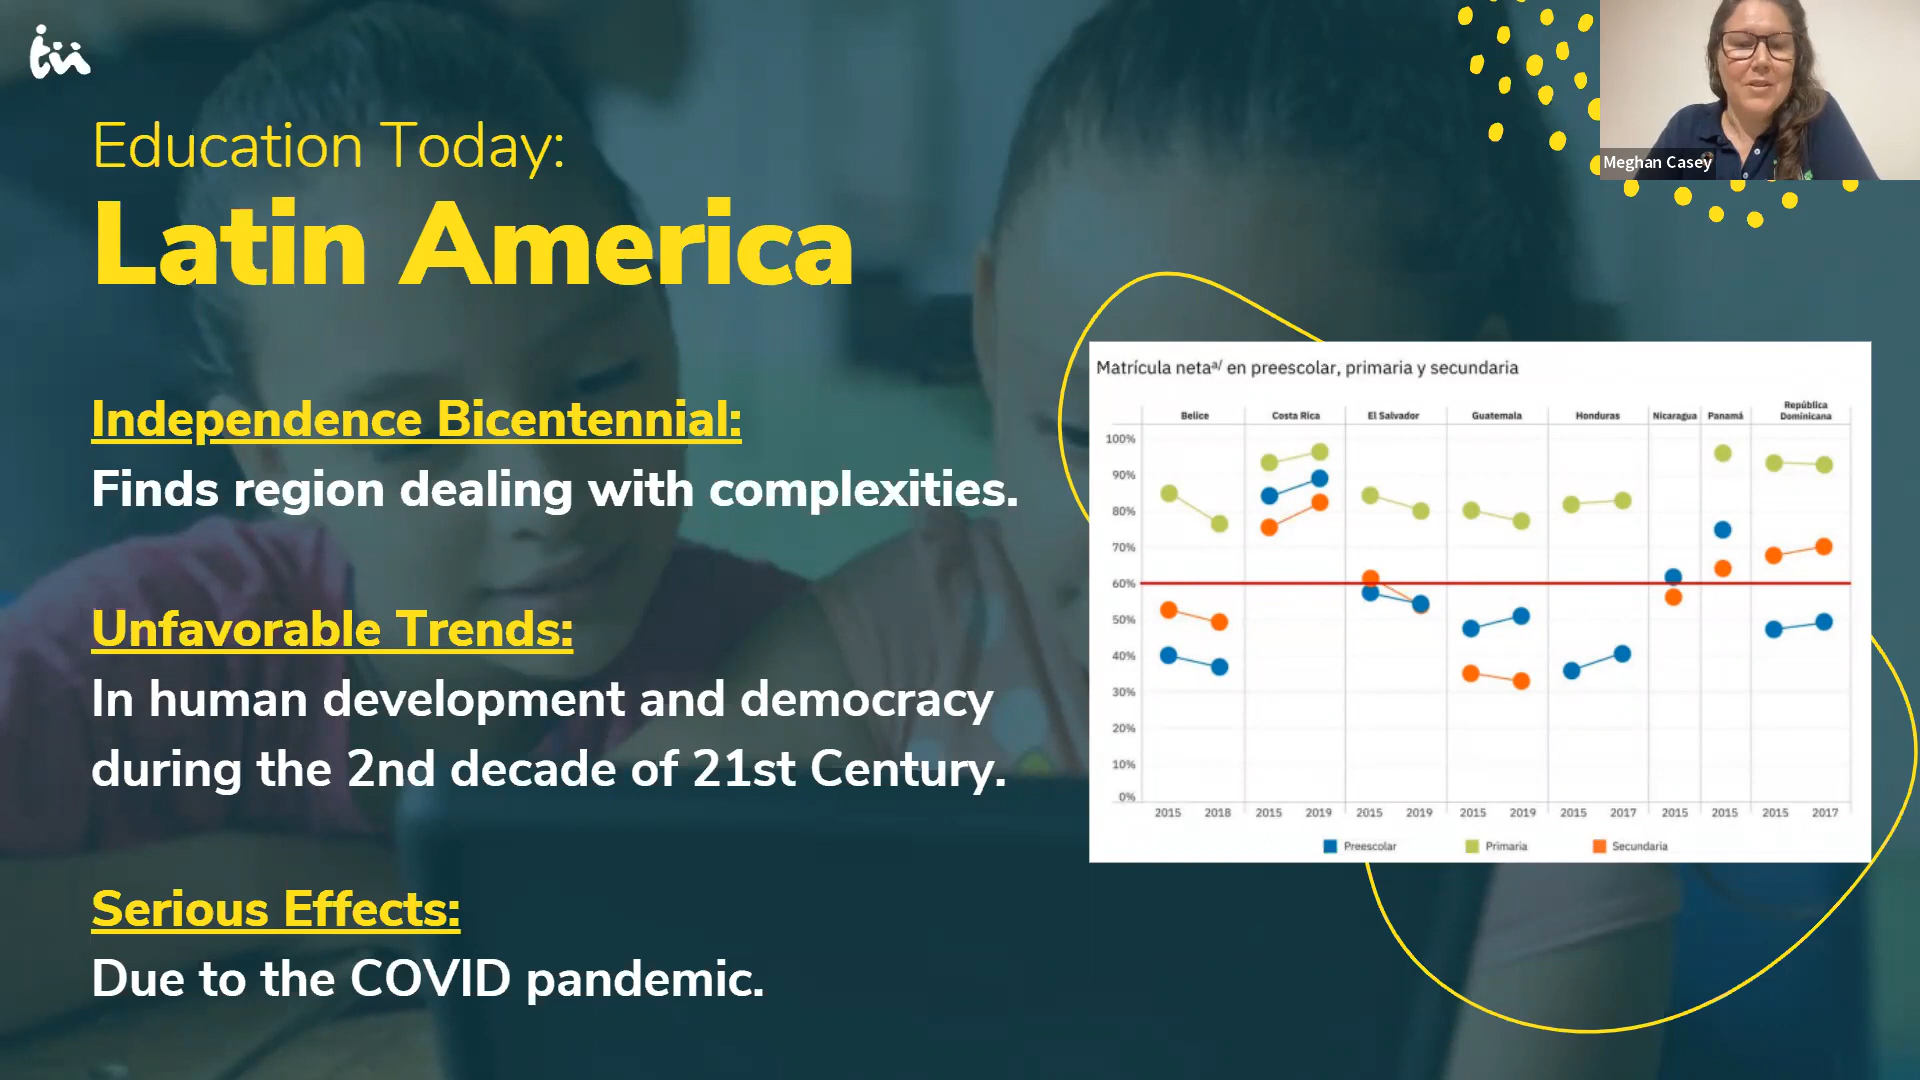 Education Today:
Latin America
Independence Bicentennial:
Finds region dealing with complexities.
Unfavorable Trends:
In human development and democracy
during the 2nd decade of 21st Century.
Serious Effects:
Due to the COVID pandemic.
Meghan Casey
Matrícula netaᵃ/ en preescolar, primaria y secundaria
Belice Costa Rica El Salvador Guatemala Honduras Nicaragua Panamá República Dominicana
100%
90%
80%
70%
60%
50%
40%
30%
20%
10%
0%
2015 2018 2015 2019 2015 2019 2015 2019 2015 2017 2015 2015 2015 2017
Preescolar Primaria Secundaria